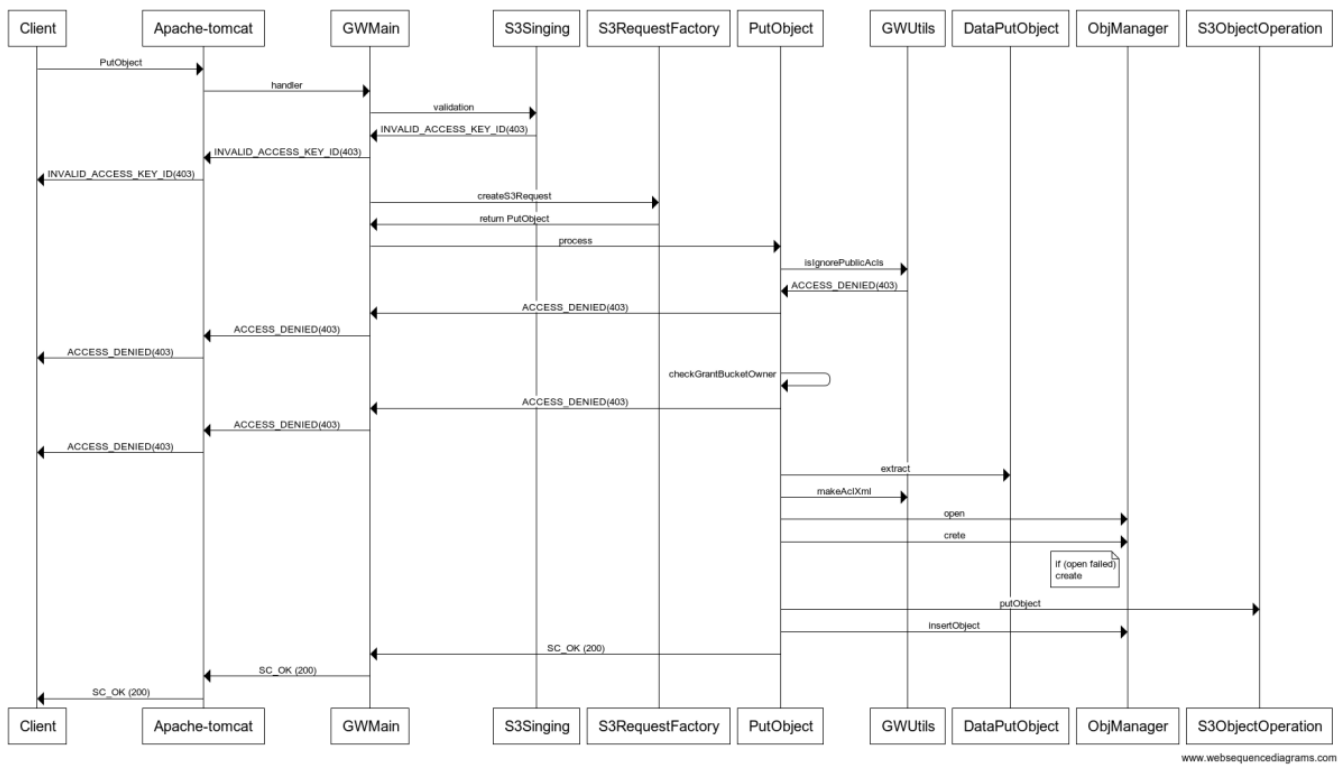 Client Apache-tomcat GWMain S3Singing S3RequestFactory PutObject GWUtils DataPutObject ObjManager S3ObjectOperation
PutObject
handler
validation
INVALID_ACCESS_KEY_ID(403)
INVALID_ACCESS_KEY_ID(403)
INVALID_ACCESS_KEY_ID(403)
createS3Request
return PutObject
process
isIgnorePublicAcls
ACCESS_DENIED(403)
ACCESS_DENIED(403)
ACCESS_DENIED(403)
ACCESS_DENIED(403)
checkGrantBucketOwner
ACCESS_DENIED(403)
ACCESS_DENIED(403)
ACCESS_DENIED(403)
extract
makeAclXml
open
crete
if (open failed)
create
putObject
insertObject
SC_OK (200)
SC_OK (200)
SC_OK (200)
Client Apache-tomcat GWMain S3Singing S3RequestFactory PutObject GWUtils DataPutObject ObjManager S3ObjectOperation
www.websequencediagrams.com